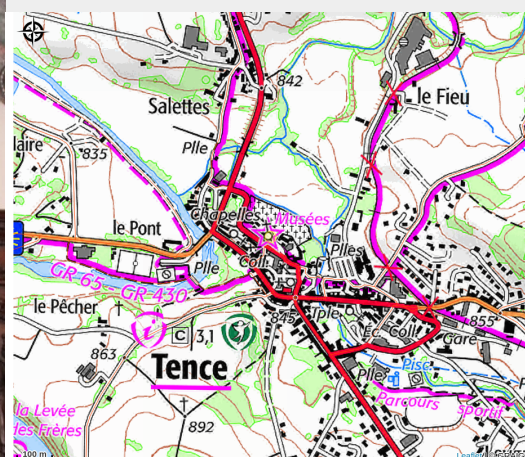 842
Salettes
le Fieu
Plle
laire
835
Chapelles
Musées
le Pont
Plles
Plle
Coll.
GR 65 - GR 430
le Pêcher
845
Tple
855
Ec.
Coll.
Gare
C 3,1
863
Tence
Plle
Pisc.
Parcours sportif
la Levée
des Frères
892
100 m
Leaflet